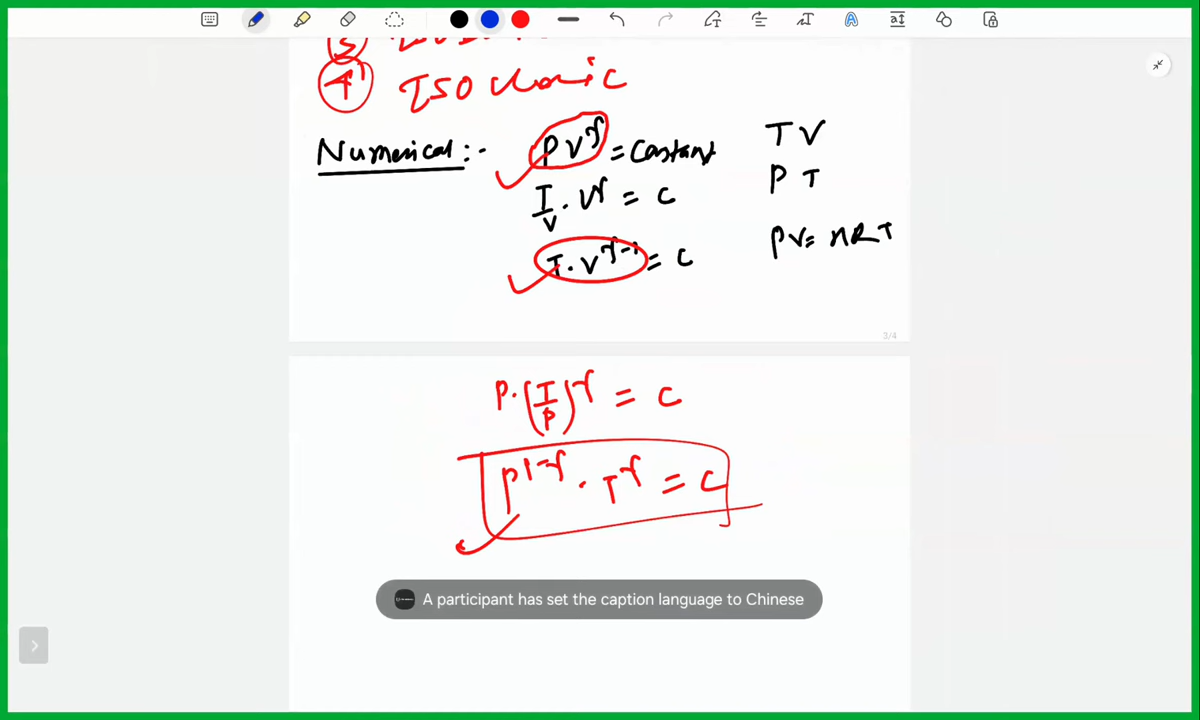 ④ Isochoric
Numerical :- PV^γ = Constant
T/V · V^γ = C
T · V^γ-1 = C
TV
PT
PV = nRT
3/4
P · (T/P)^γ = C
P^1-γ · T^γ = C
A participant has set the caption language to Chinese